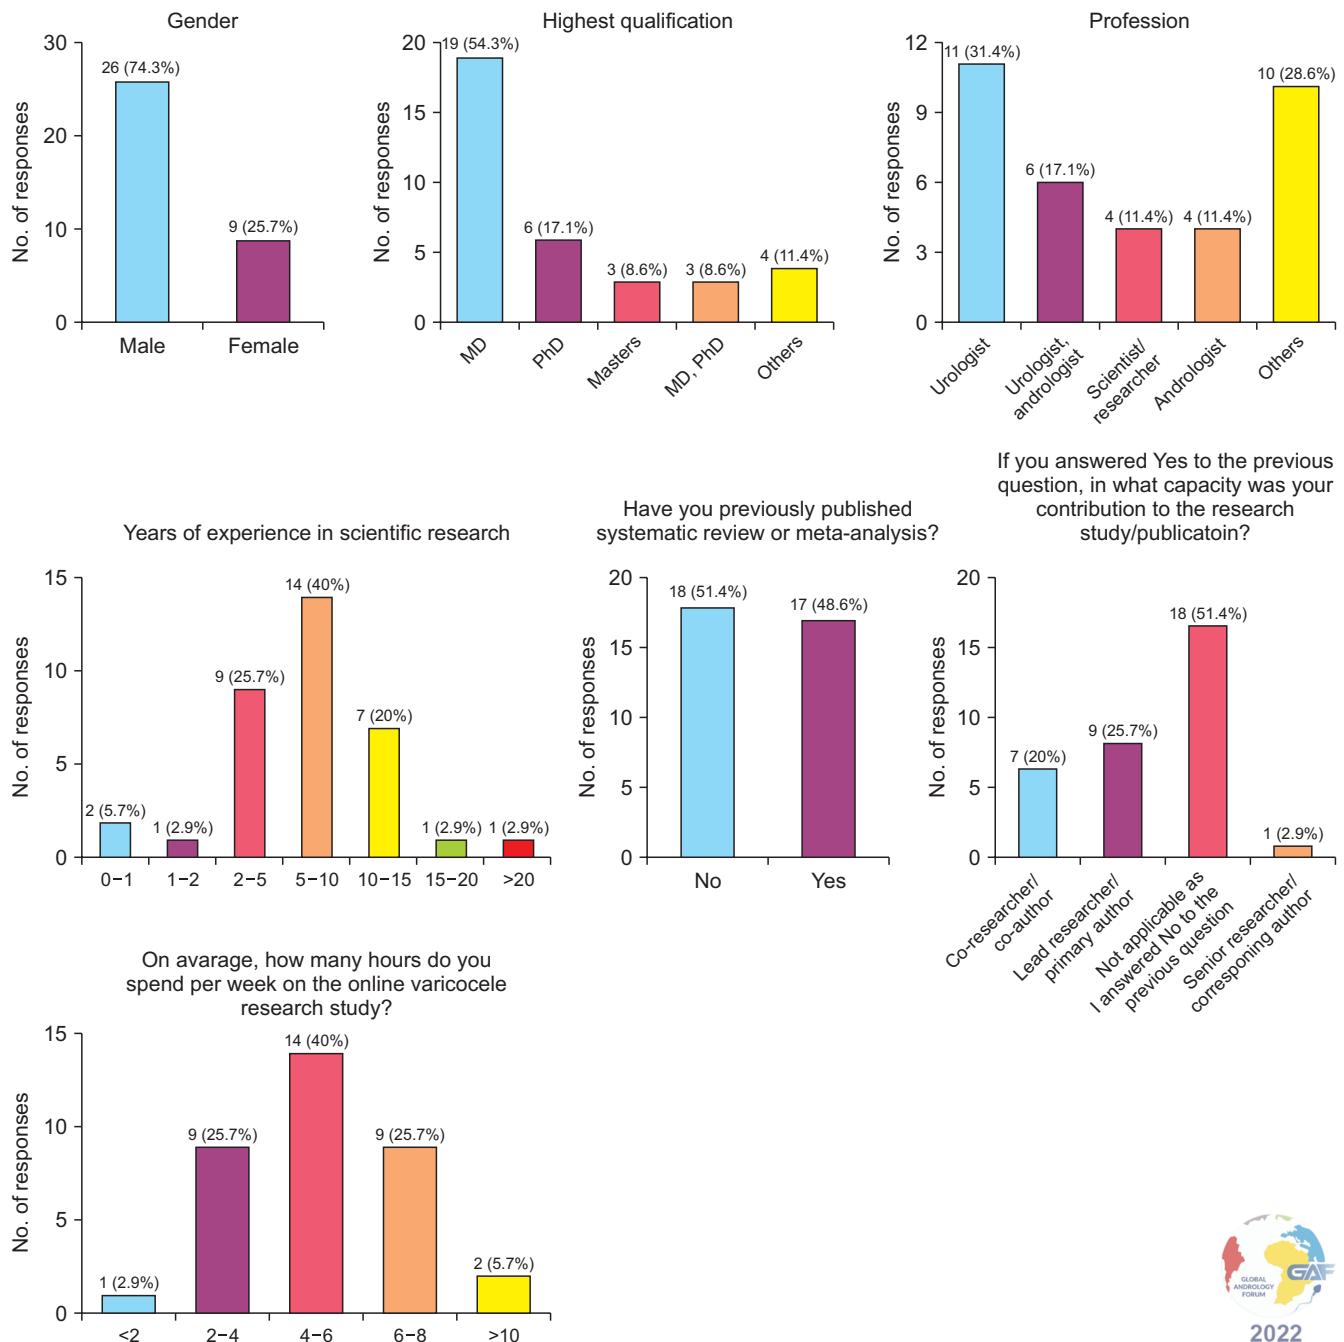 Gender
No. of responses
30
20
10
0
26 (74.3%)
9 (25.7%)
Male
Female
Highest qualification
No. of responses
20
15
10
5
0
19 (54.3%)
6 (17.1%)
3 (8.6%)
3 (8.6%)
4 (11.4%)
MD
PhD
Masters
MD, PhD
Others
Profession
No. of responses
12
9
6
3
0
11 (31.4%)
6 (17.1%)
4 (11.4%)
4 (11.4%)
10 (28.6%)
Urologist
Urologist,
andrologist
Scientist/
researcher
Andrologist
Others
Years of experience in scientific research
No. of responses
15
10
5
0
2 (5.7%)
1 (2.9%)
9 (25.7%)
14 (40%)
7 (20%)
1 (2.9%)
1 (2.9%)
0−1
1−2
2−5
5−10
10−15
15−20
>20
Have you previously published
systematic review or meta-analysis?
No. of responses
20
15
10
5
0
18 (51.4%)
17 (48.6%)
No
Yes
If you answered Yes to the previous
question, in what capacity was your
contribution to the research
study/publicatoin?
No. of responses
20
15
10
5
0
7 (20%)
9 (25.7%)
18 (51.4%)
1 (2.9%)
Co-researcher/
co-author
Lead researcher/
primary author
Not applicable as
I answered No to the
previous question
Senior researcher/
corresponing author
On avarage, how many hours do you
spend per week on the online varicocele
research study?
No. of responses
15
10
5
0
1 (2.9%)
9 (25.7%)
14 (40%)
9 (25.7%)
2 (5.7%)
<2
2−4
4−6
6−8
>10
GLOBAL
ANDROLOGY
FORUM
GAF
2022